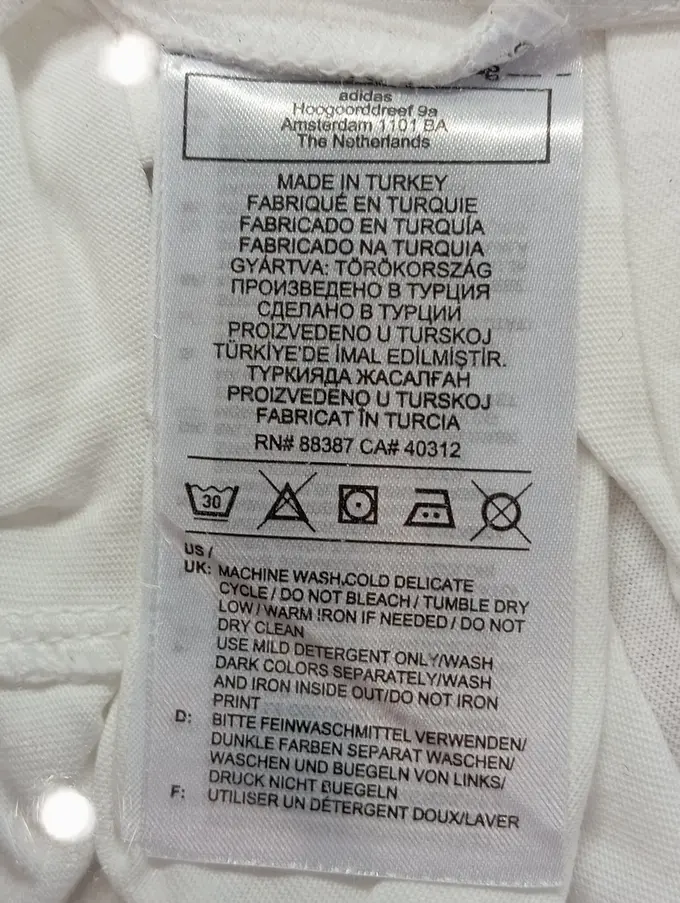 adidas
Hoogoorddreef 9a
Amsterdam 1101 BA
The Netherlands
MADE IN TURKEY
FABRIQUÉ EN TURQUIE
FABRICADO EN TURQUÍA
FABRICADO NA TURQUIA
GYÁRTVA: TÖRÖKORSZÁG
ПРОИЗВЕДЕНО В ТУРЦИЯ
СДЕЛАНО В ТУРЦИИ
PROIZVEDENO U TURSKOJ
TÜRKİYE'DE İMAL EDİLMİŞTİR.
ТҮРКИЯДА ЖАСАЛҒАН
PROIZVEDENO U TURSKOJ
FABRICAT ÎN TURCIA
RN# 88387 CA# 40312
30
US /
UK: MACHINE WASH,COLD DELICATE
CYCLE / DO NOT BLEACH / TUMBLE DRY
LOW / WARM IRON IF NEEDED / DO NOT
DRY CLEAN
USE MILD DETERGENT ONLY/WASH
DARK COLORS SEPARATELY/WASH
AND IRON INSIDE OUT/DO NOT IRON
PRINT
D: BITTE FEINWASCHMITTEL VERWENDEN/
DUNKLE FARBEN SEPARAT WASCHEN/
WASCHEN UND BUEGELN VON LINKS/
DRUCK NICHT BUEGELN
F: UTILISER UN DÉTERGENT DOUX/LAVER